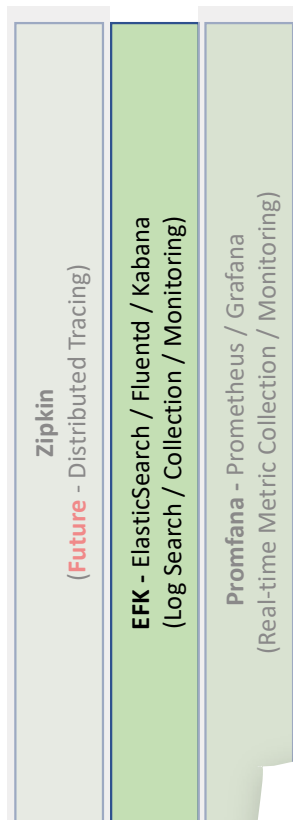 Zipkin
(Future - Distributed Tracing)
EFK - ElasticSearch / Fluentd / Kabana
(Log Search / Collection / Monitoring)
Promfana - Prometheus / Grafana
(Real-time Metric Collection / Monitoring)